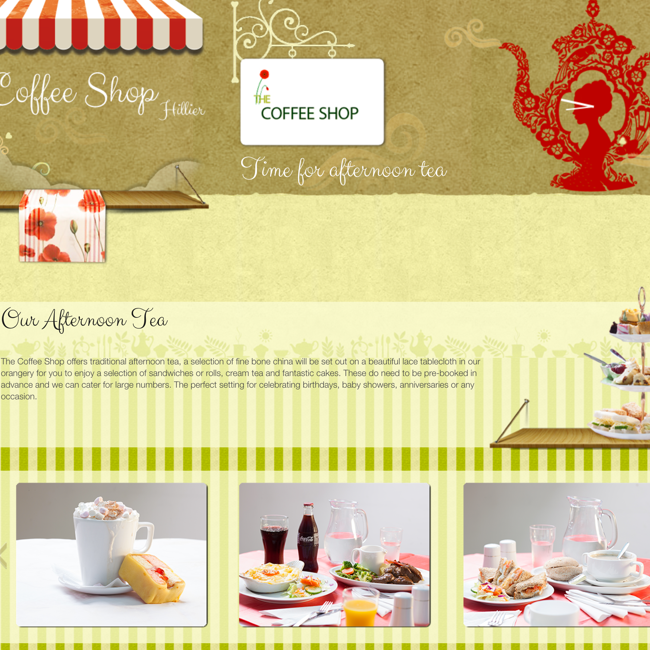 Coffee Shop
Hillier
THE
COFFEE SHOP
Time for afternoon tea
Our Afternoon Tea
The Coffee Shop offers traditional afternoon tea, a selection of fine bone china will be set out on a beautiful lace tablecloth in our
orangery for you to enjoy a selection of sandwiches or rolls, cream tea and fantastic cakes. These do need to be pre-booked in
advance and we can cater for large numbers. The perfect setting for celebrating birthdays, baby showers, anniversaries or any
occasion.
Coca-Cola